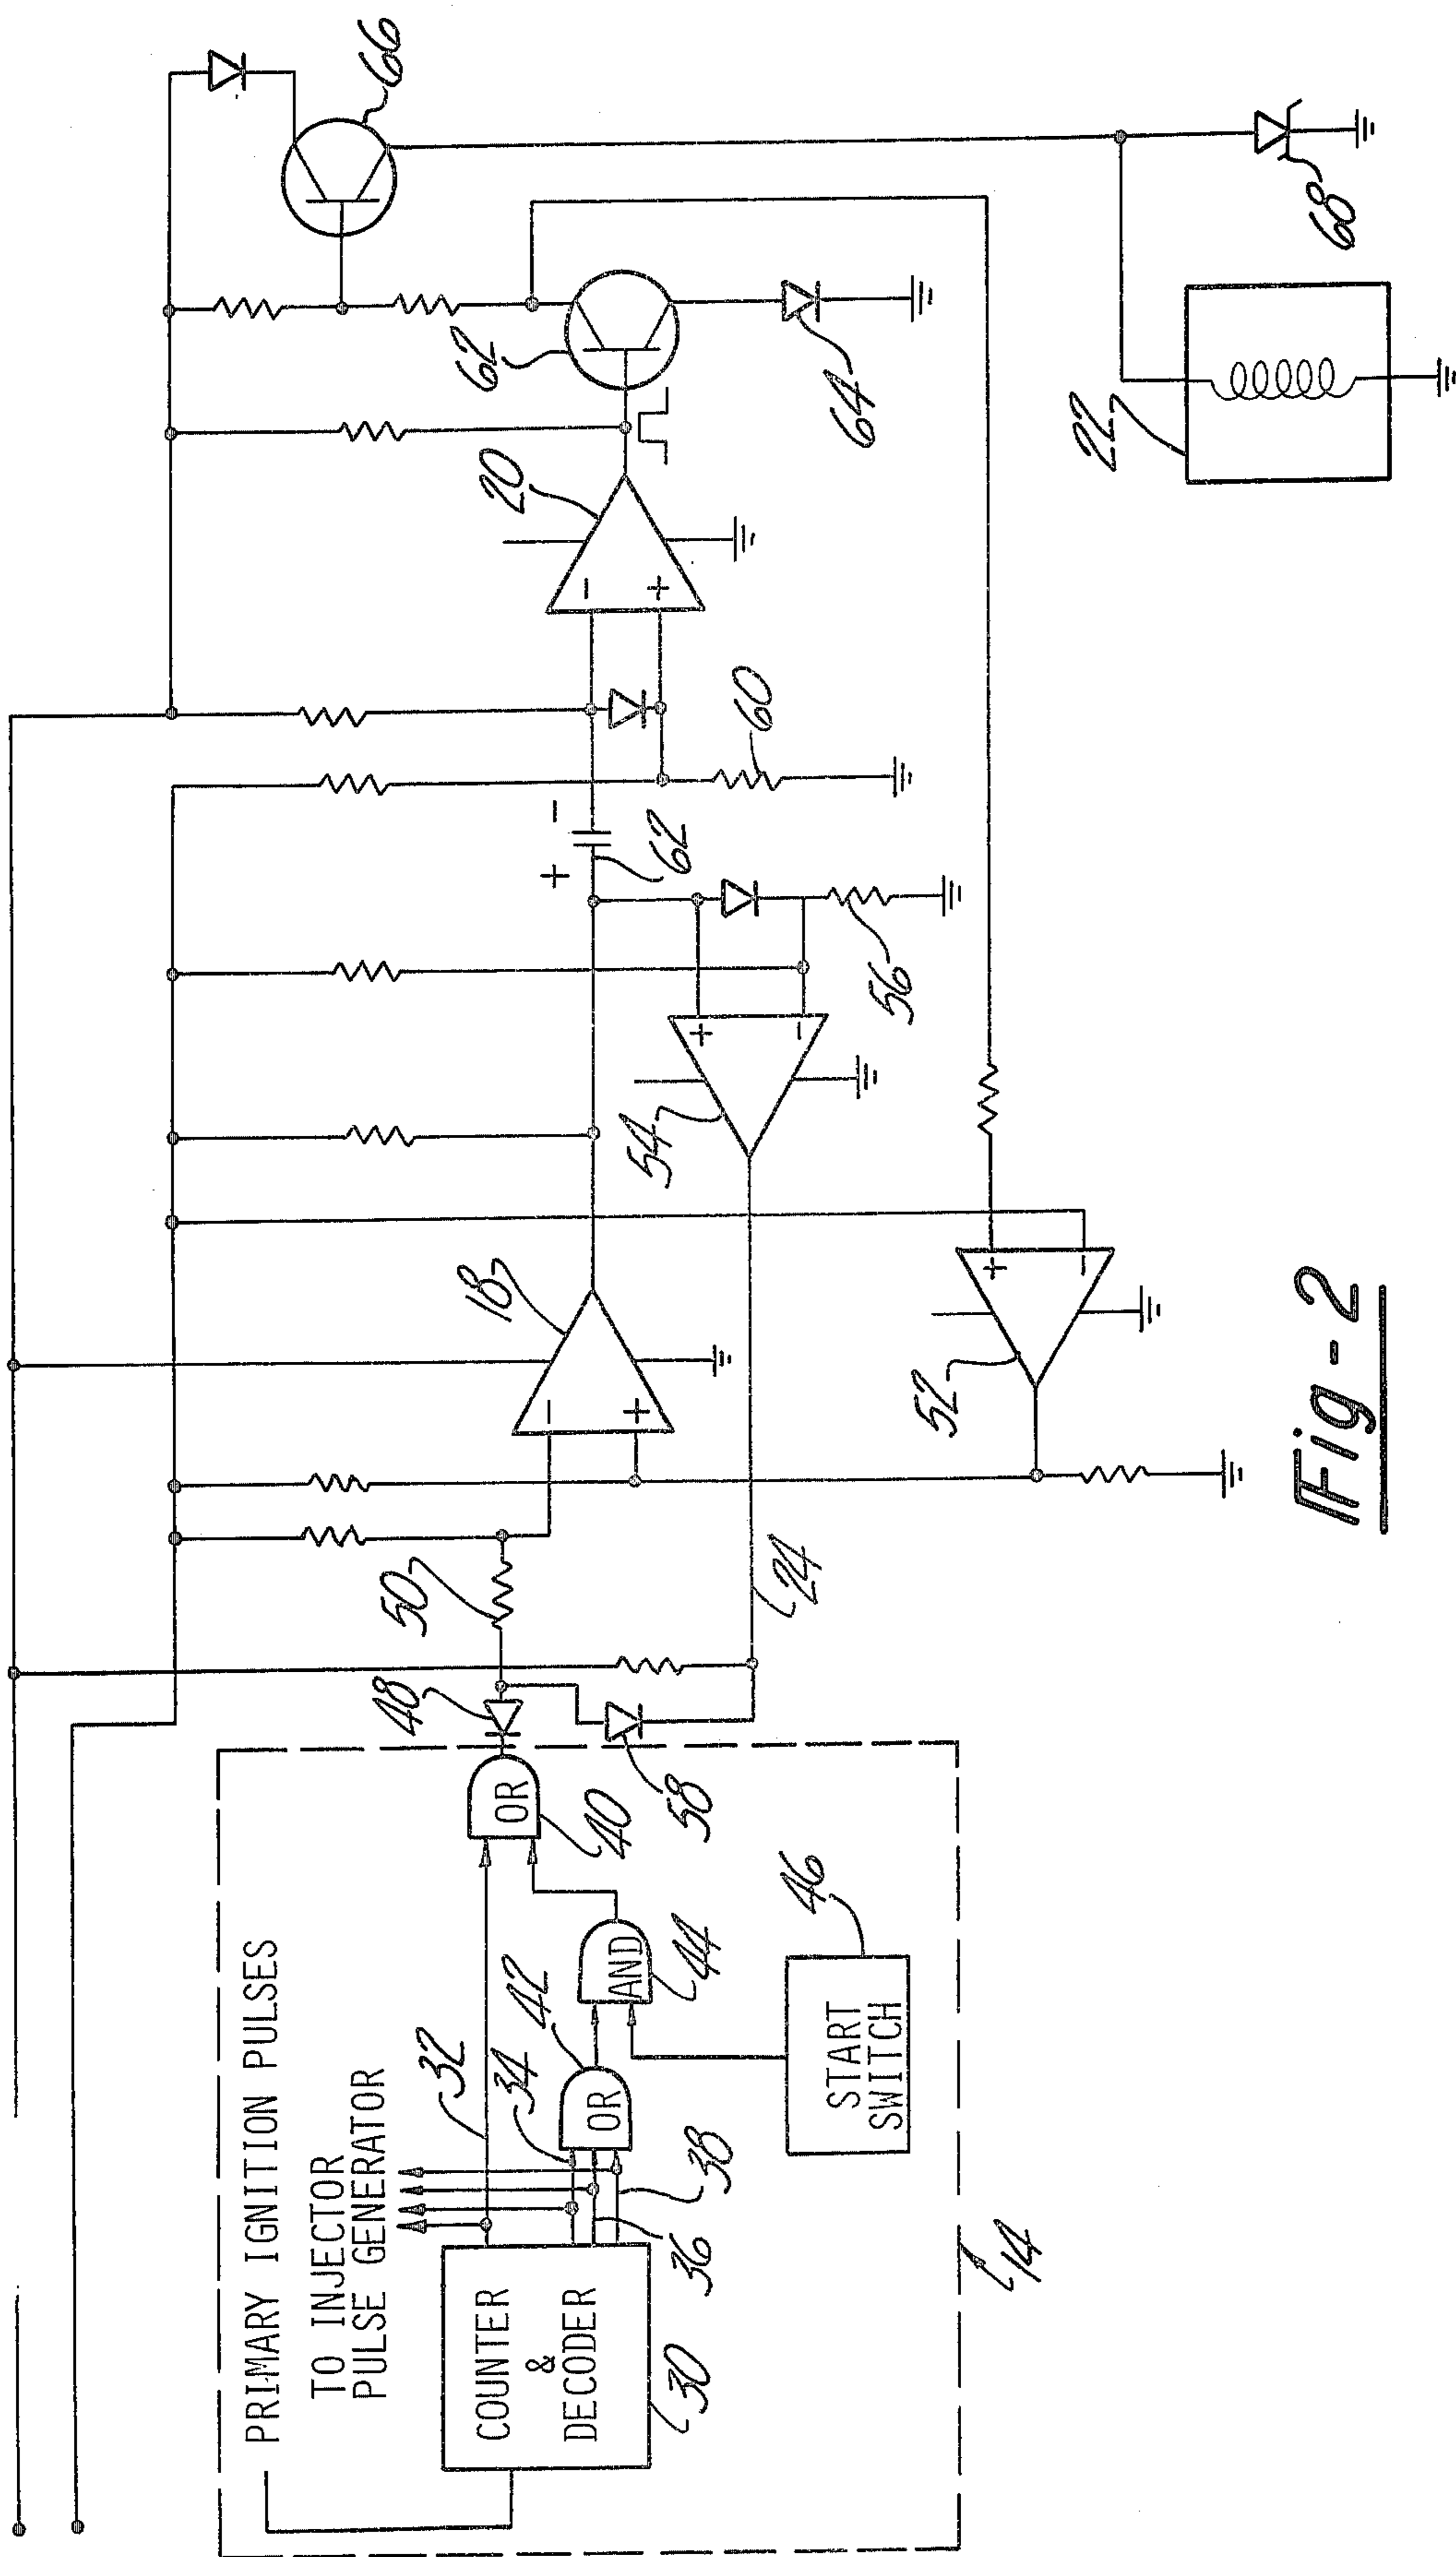 PRIMARY IGNITION PULSES
TO INJECTOR
PULSE GENERATOR
COUNTER
&
DECODER
30
32
34
36
38
OR
42
AND
44
START
SWITCH
46
OR
40
14
48
58
50
24
18
- +
52
+ -
54
+ -
56
+ -
62
60
20
- +
62
64
66
68
22
Fig-2